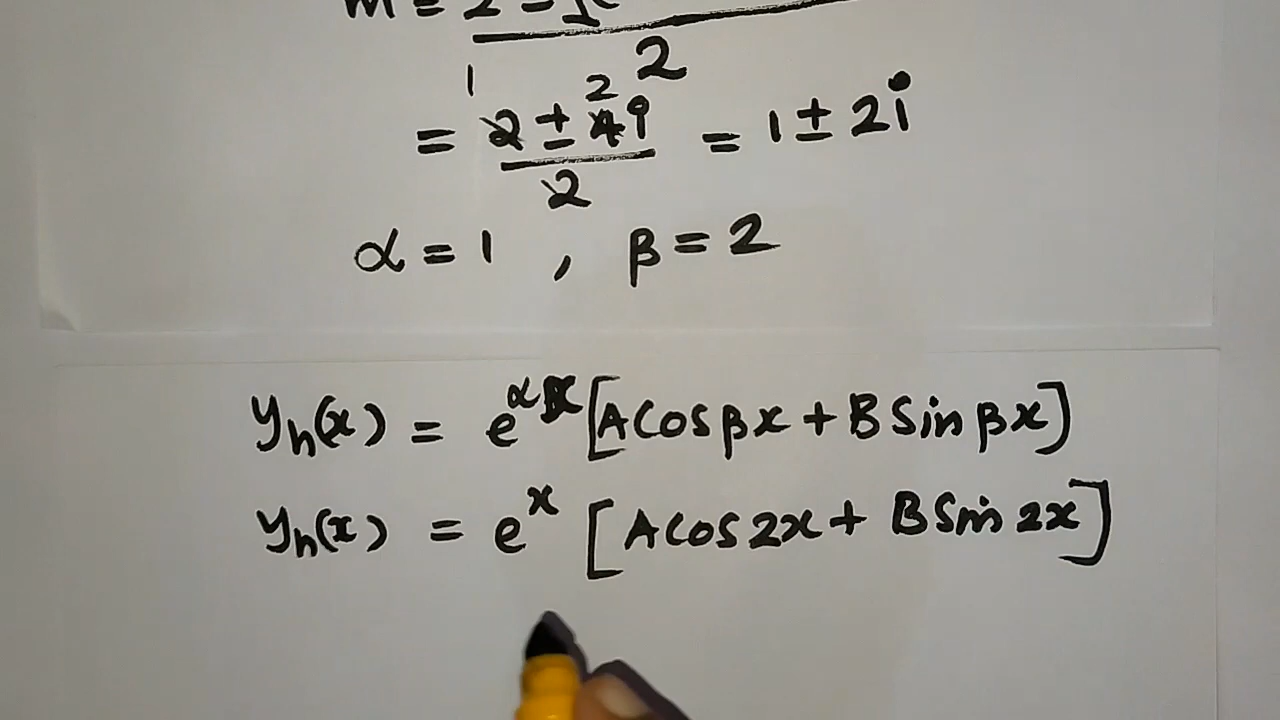 m = 2 ±
2
1 2
= 2 ± 4i = 1 ± 2i
2
α = 1 , β = 2
yh(x) = e^αx [A Cos βx + B Sin βx]
yh(x) = e^x [A Cos 2x + B Sin 2x]